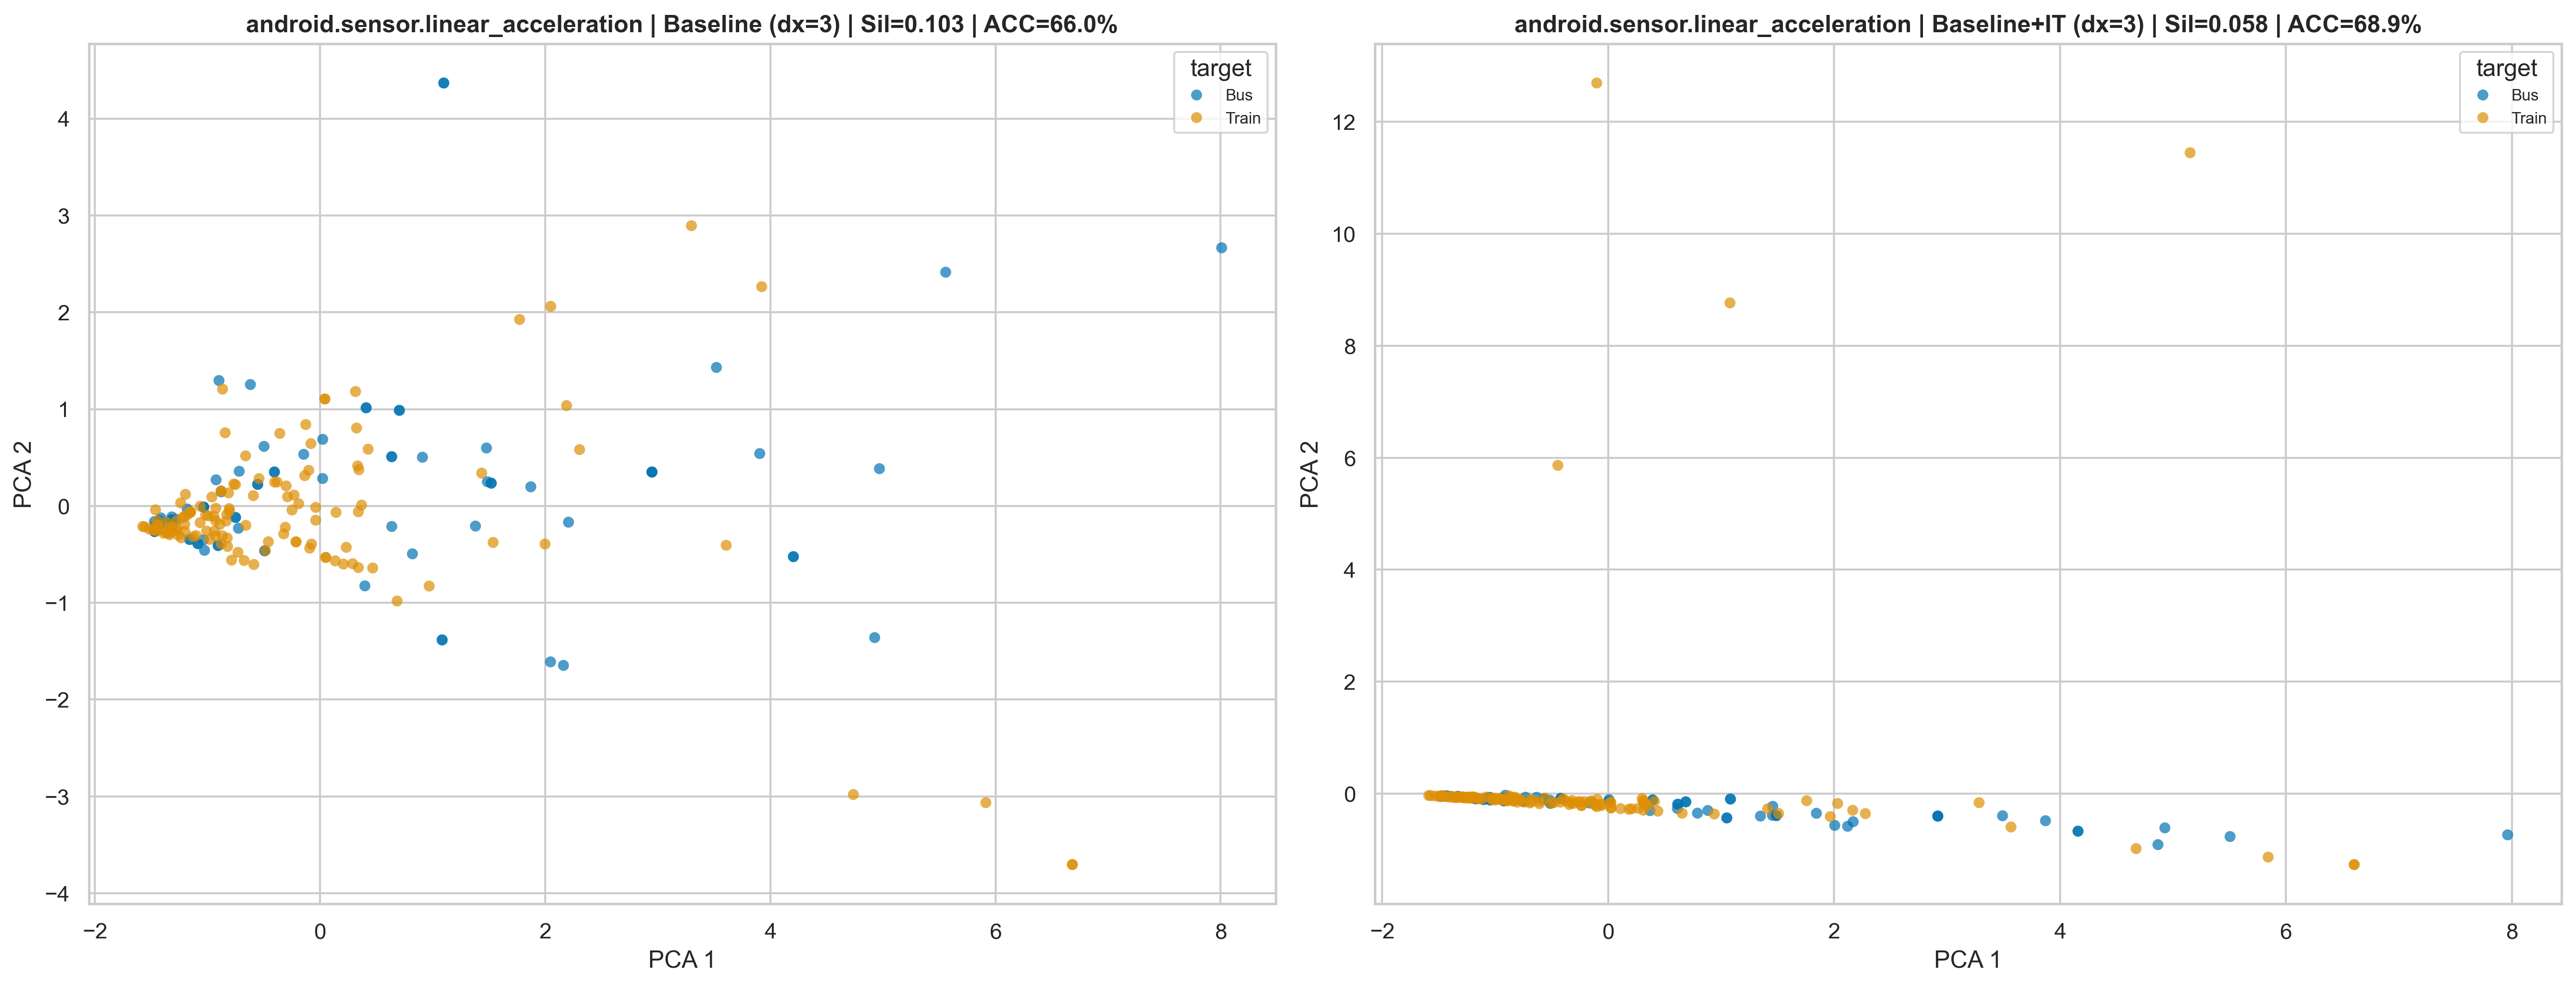 android.sensor.linear_acceleration | Baseline (dx=3) | Sil=0.103 | ACC=66.0%
target
Bus
Train
4
3
2
1
0
−1
−2
−3
−4
PCA 2
−2
0
2
4
6
8
PCA 1
android.sensor.linear_acceleration | Baseline+IT (dx=3) | Sil=0.058 | ACC=68.9%
target
Bus
Train
12
10
8
6
4
2
0
PCA 2
−2
0
2
4
6
8
PCA 1